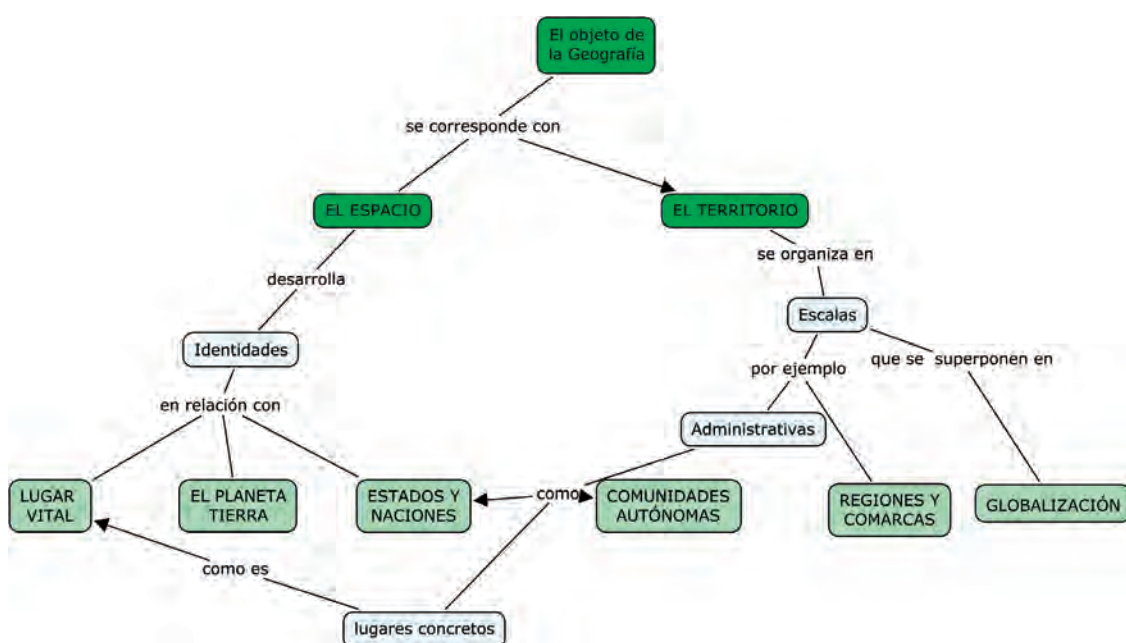 El objeto de
la Geografía
se corresponde con
EL ESPACIO
EL TERRITORIO
se organiza en
desarrolla
Escalas
Identidades
por ejemplo
que se superponen en
en relación con
Administrativas
LUGAR
VITAL
EL PLANETA
TIERRA
ESTADOS Y
NACIONES
como
COMUNIDADES
AUTÓNOMAS
REGIONES Y
COMARCAS
GLOBALIZACIÓN
como es
lugares concretos